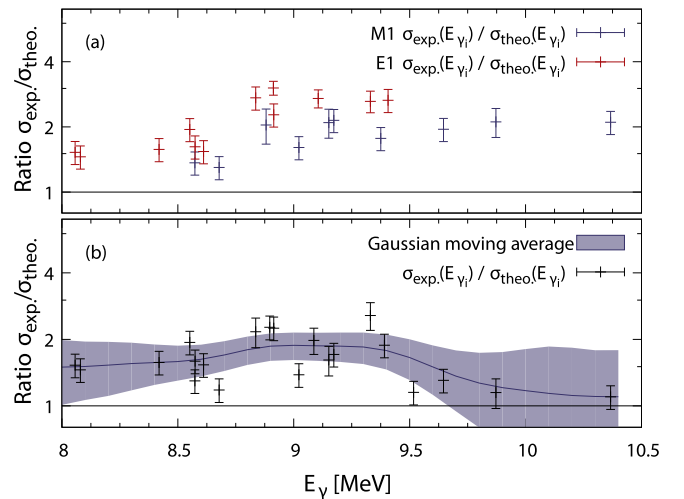 (a)
M1 σexp.(Eγi) / σtheo.(Eγi)
E1 σexp.(Eγi) / σtheo.(Eγi)
Ratio σexp./σtheo.
4
2
1
(b)
Gaussian moving average
σexp.(Eγi) / σtheo.(Eγi)
Ratio σexp./σtheo.
4
2
1
8 8.5 9 9.5 10 10.5
Eγ [MeV]